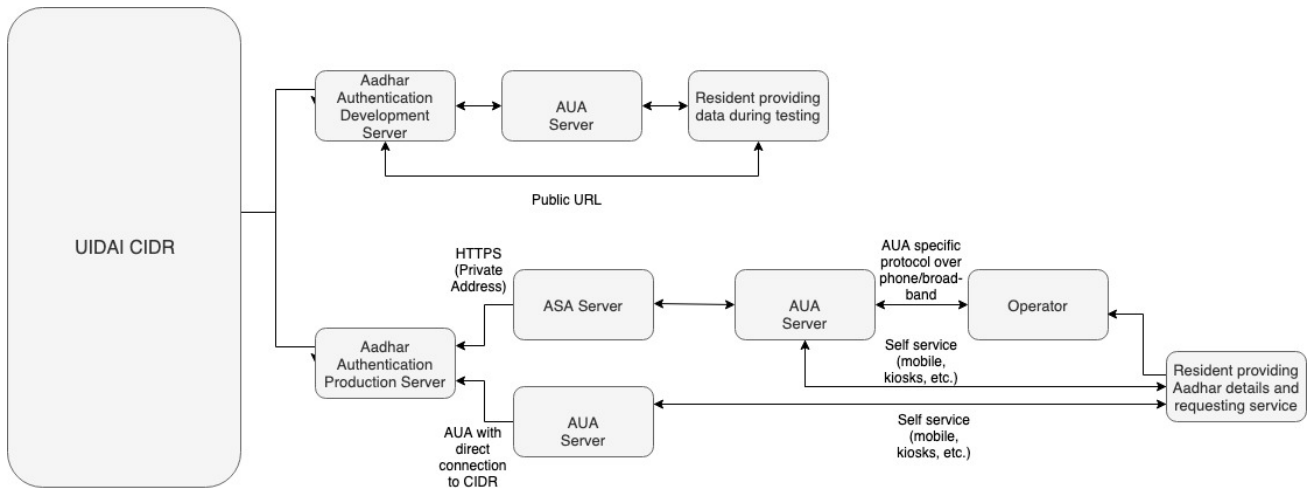 UIDAI CIDR
Aadhar
Authentication
Development
Server
AUA
Server
Resident providing
data during testing
Public URL
HTTPS
(Private
Address)
ASA Server
AUA
Server
AUA specific
protocol over
phone/broad-
band
Operator
Aadhar
Authentication
Production Server
Self service
(mobile,
kiosks, etc.)
Resident providing
Aadhar details and
requesting service
AUA with
direct
connection
to CIDR
AUA
Server
Self service
(mobile,
kiosks, etc.)